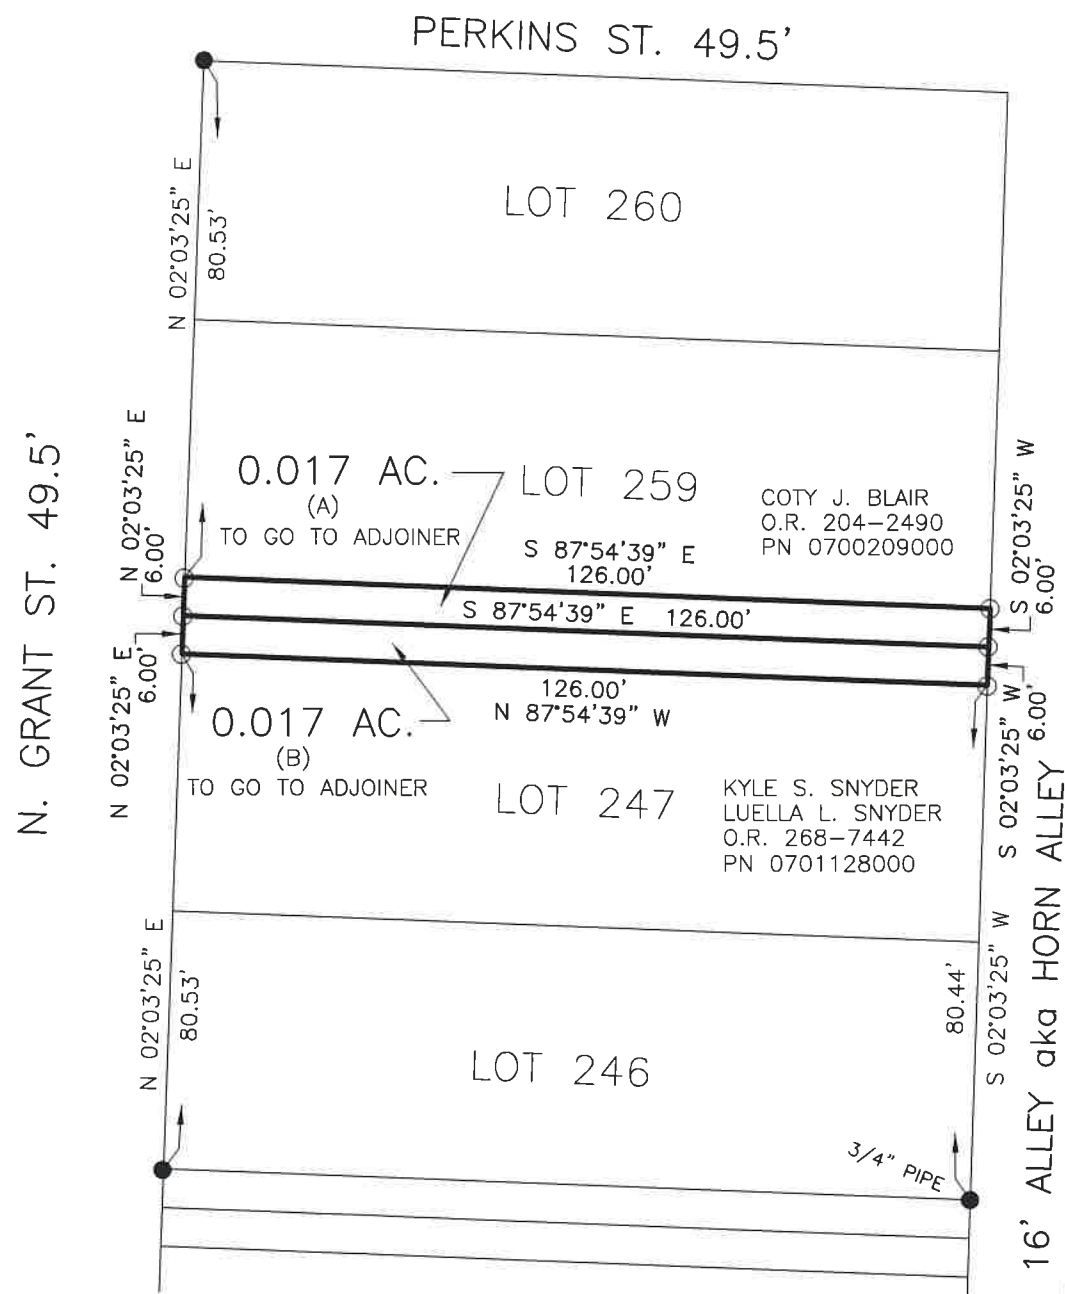 PERKINS ST. 49.5'
LOT 260
N 02°03'25" E
80.53'
N. GRANT ST. 49.5'
N 02°03'25" E
6.00'
0.017 AC.
(A)
TO GO TO ADJOINER
LOT 259
COTY J. BLAIR
O.R. 204-2490
PN 0700209000
S 02°03'25" W
6.00'
S 87°54'39" E
126.00'
S 87°54'39" E 126.00'
126.00'
N 87°54'39" W
N 02°03'25" E
6.00'
0.017 AC.
(B)
TO GO TO ADJOINER
LOT 247
KYLE S. SNYDER
LUELLA L. SNYDER
O.R. 268-7442
PN 0701128000
S 02°03'25" W
6.00'
N 02°03'25" E
80.53'
LOT 246
80.44'
S 02°03'25" W
3/4" PIPE
16' ALLEY aka HORN ALLEY